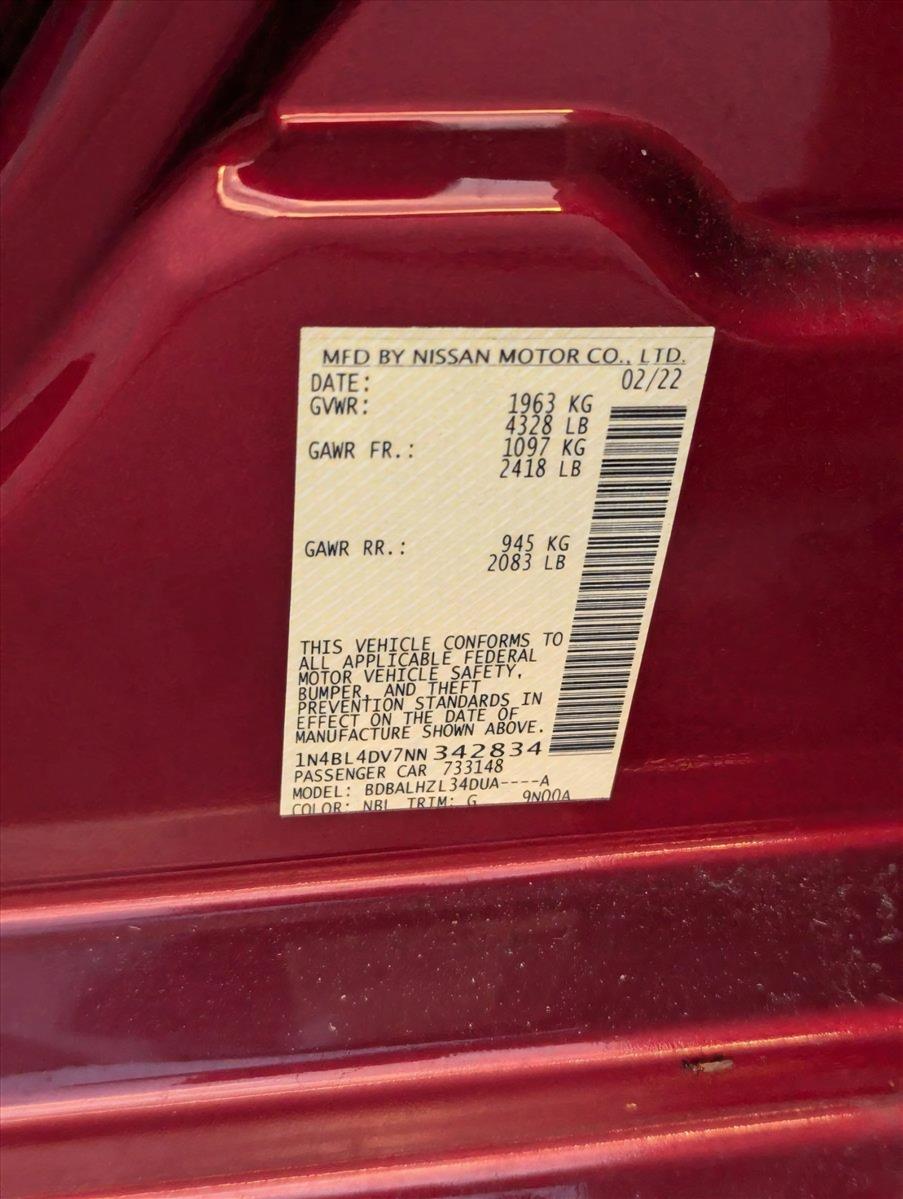 MFD BY NISSAN MOTOR CO., LTD.
DATE: 02/22
GVWR: 1963 KG
4328 LB
GAWR FR.: 1097 KG
2418 LB
GAWR RR.: 945 KG
2083 LB
THIS VEHICLE CONFORMS TO
ALL APPLICABLE FEDERAL
MOTOR VEHICLE SAFETY,
BUMPER, AND THEFT
PREVENTION STANDARDS IN
EFFECT ON THE DATE OF
MANUFACTURE SHOWN ABOVE.
1N4BL4DV7NN 342834
PASSENGER CAR 733148
MODEL: BDBALHZL34DUA----A
COLOR: NBL TRIM: G 9N00A